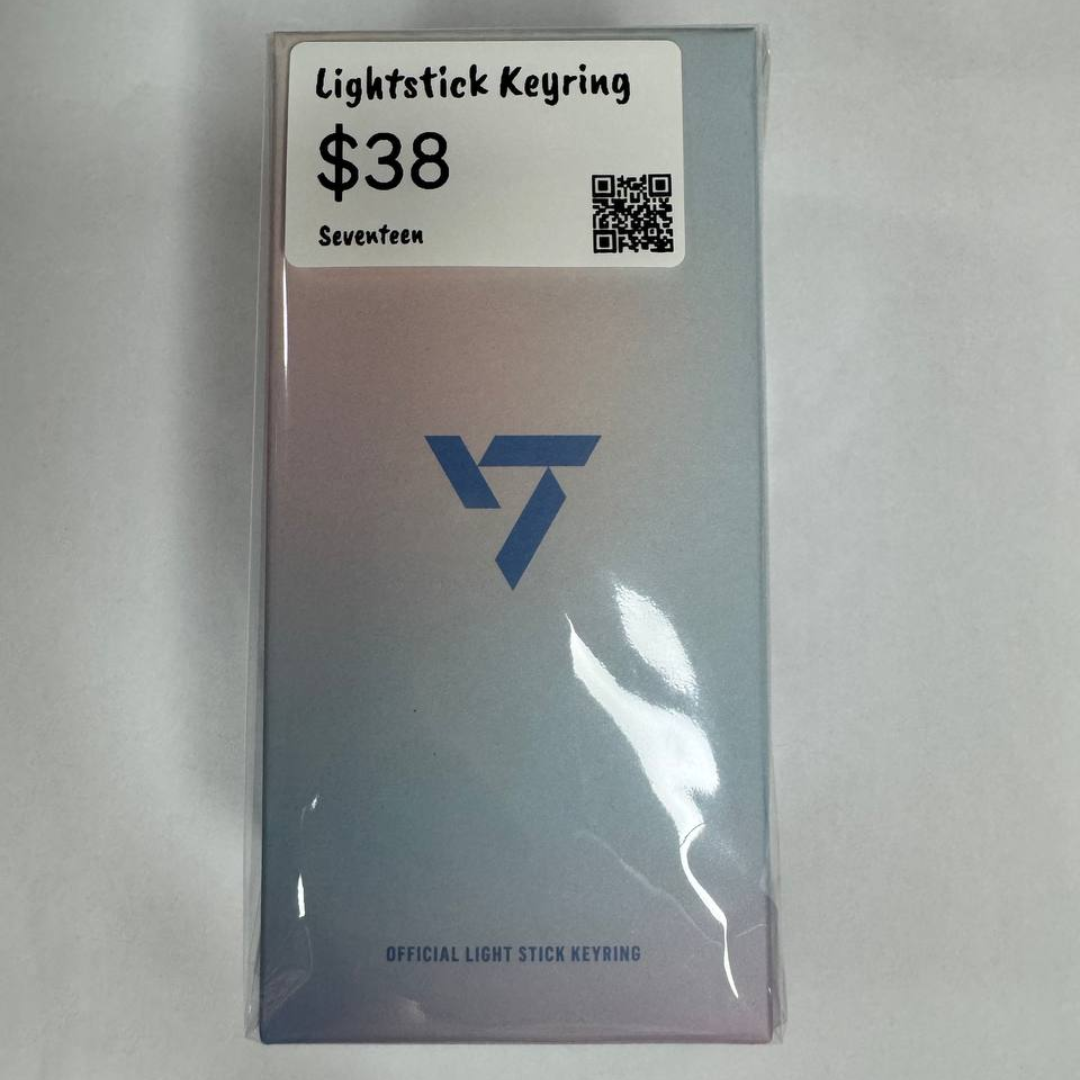 Lightstick Keyring
$38
Seventeen
OFFICIAL LIGHT STICK KEYRING